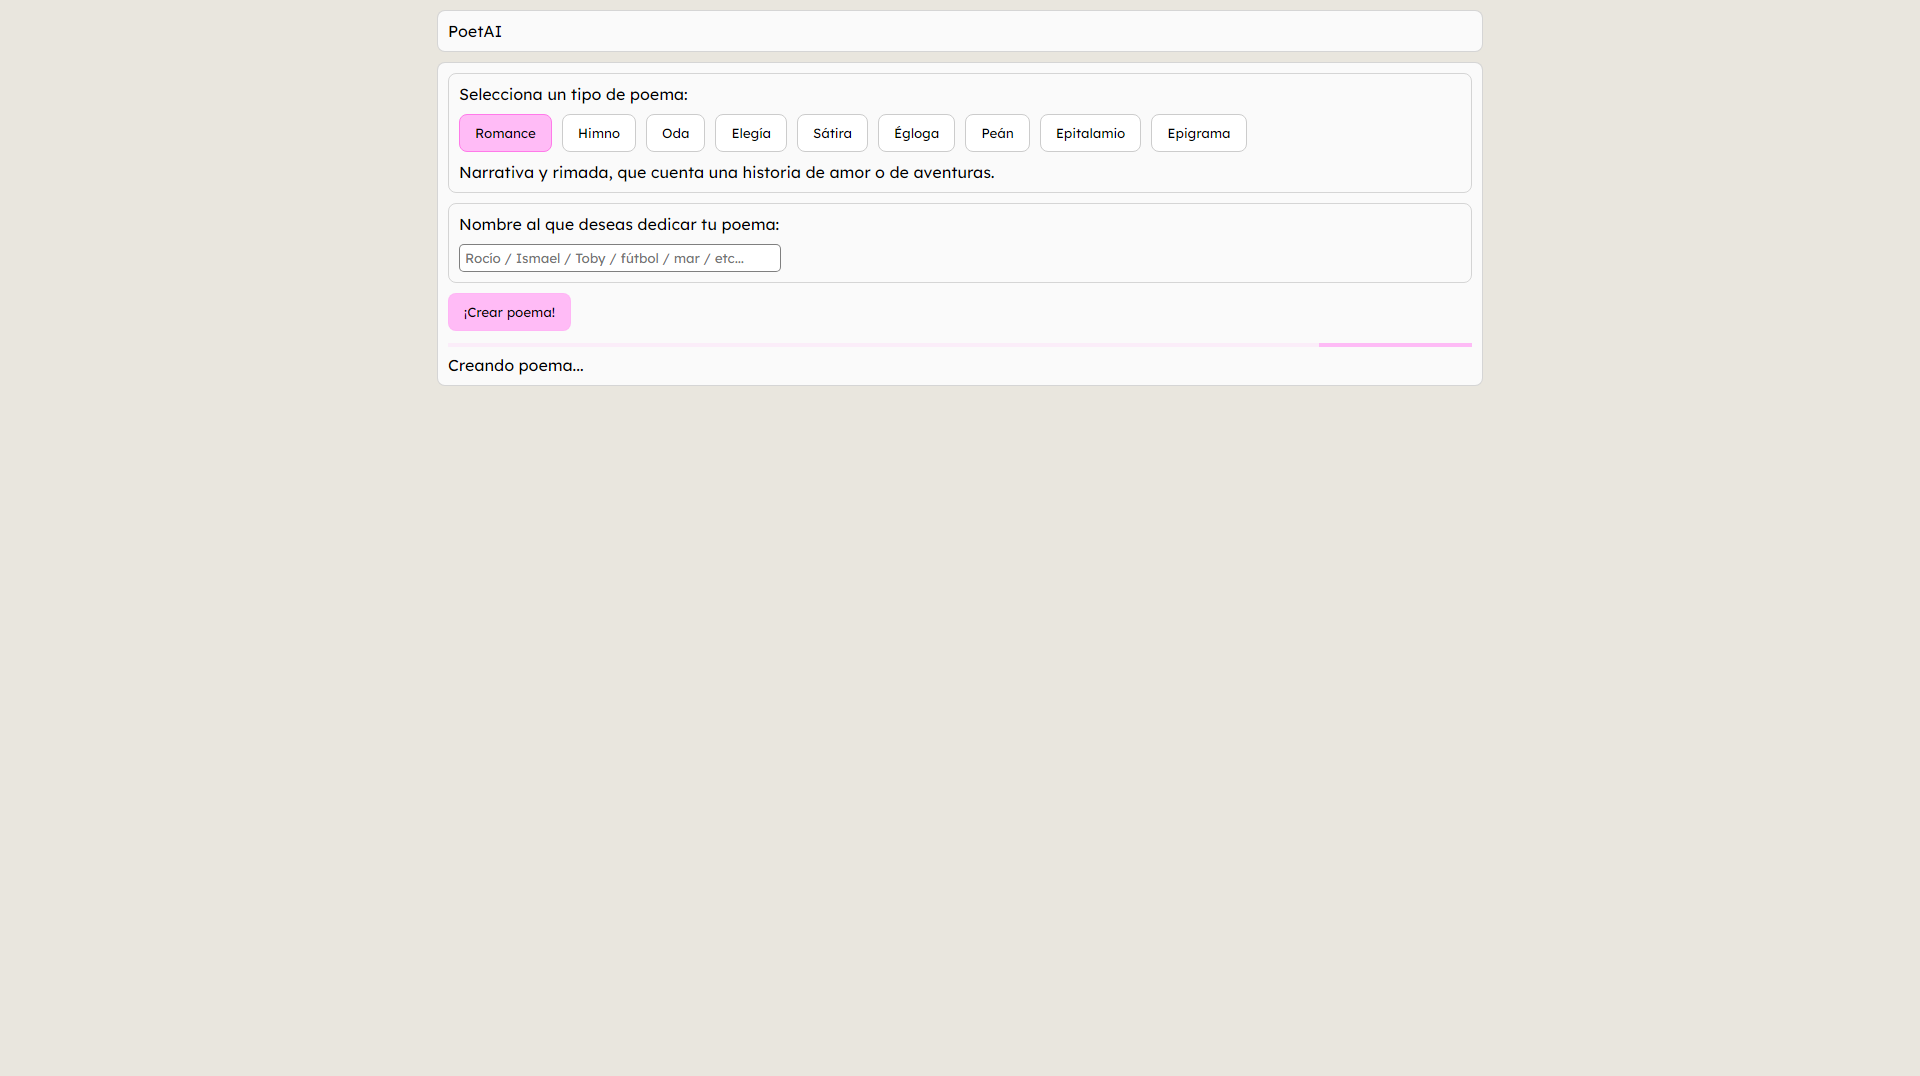 PoetAI
Selecciona un tipo de poema:
Romance Himno Oda Elegía Sátira Égloga Peán Epitalamio Epigrama
Narrativa y rimada, que cuenta una historia de amor o de aventuras.
Nombre al que deseas dedicar tu poema:
Rocío / Ismael / Toby / fútbol / mar / etc...
¡Crear poema!
Creando poema...